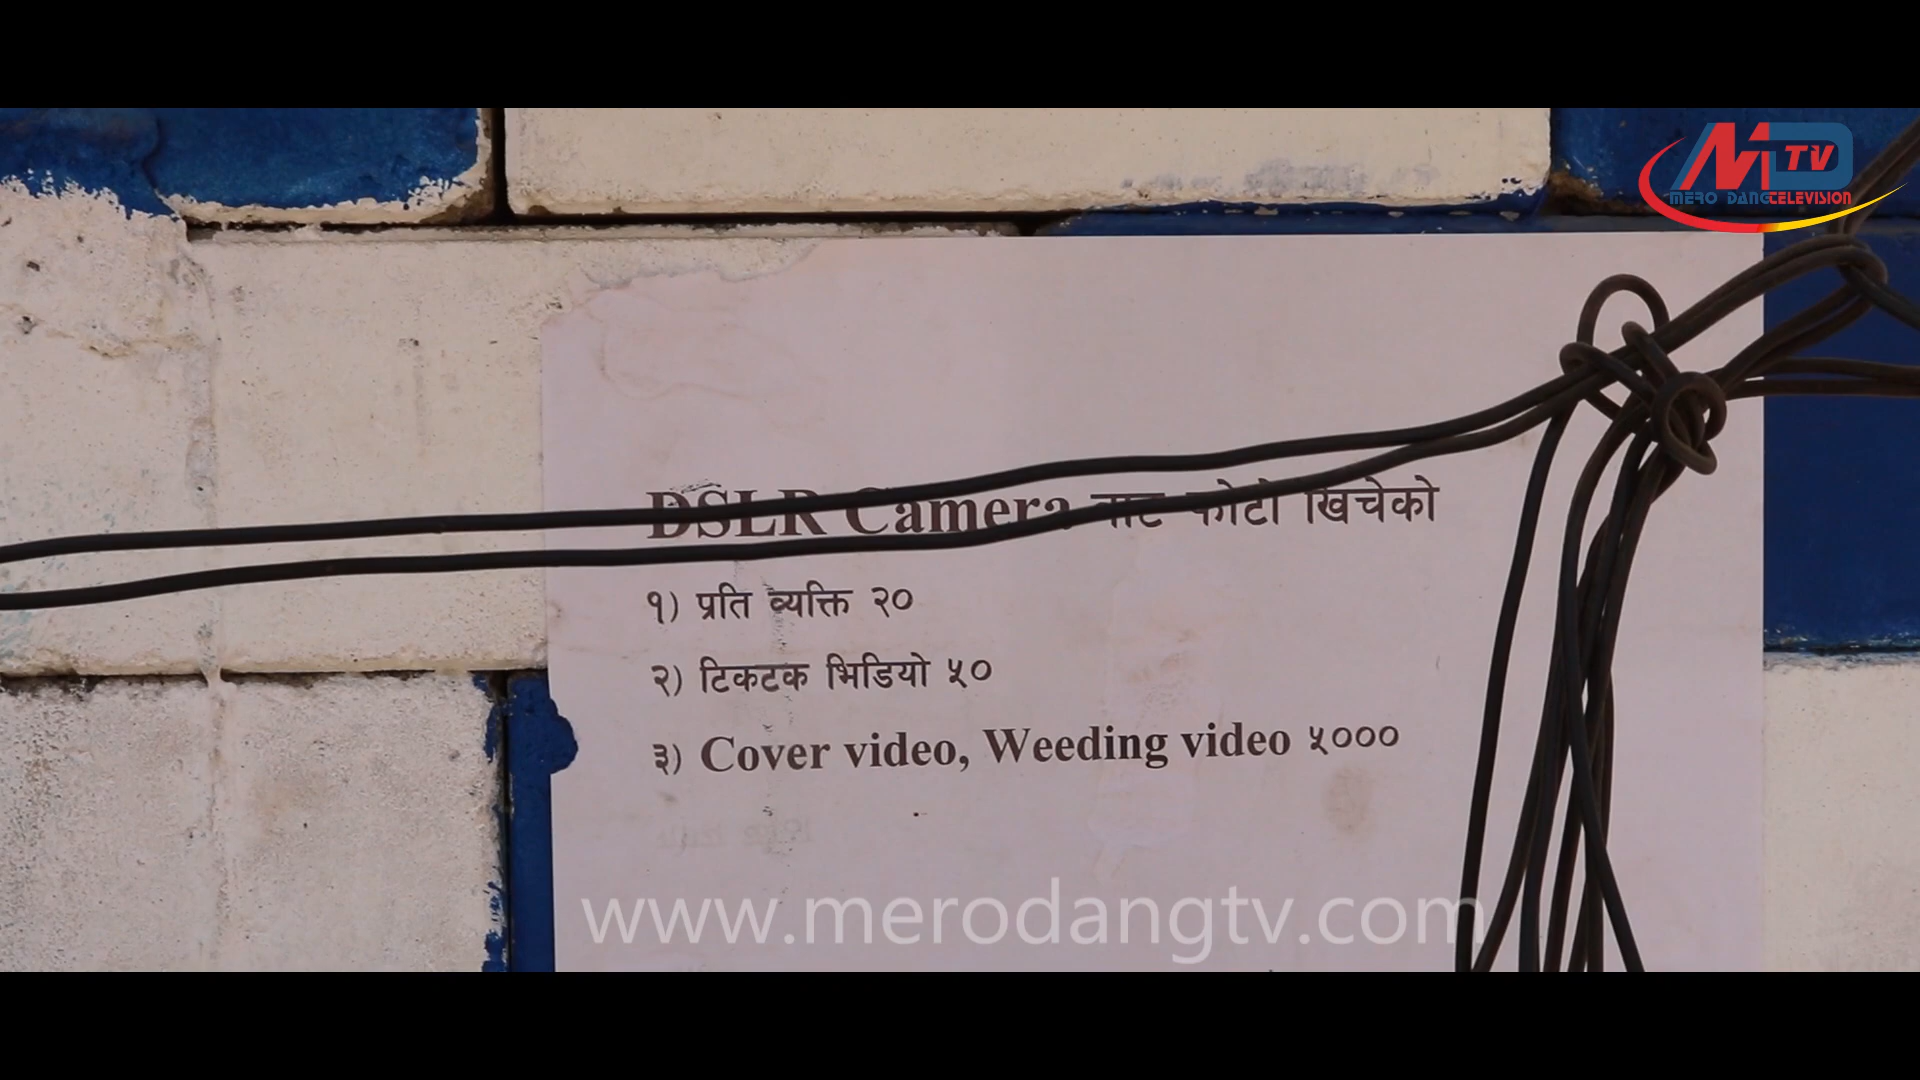 MD TV
MERO DANG TELEVISION
DSLR Camera बाट फोटो खिचेको
१) प्रति व्यक्ति २०
२) टिकटक भिडियो ५०
३) Cover video, Weeding video ५०००
www.merodangtv.com